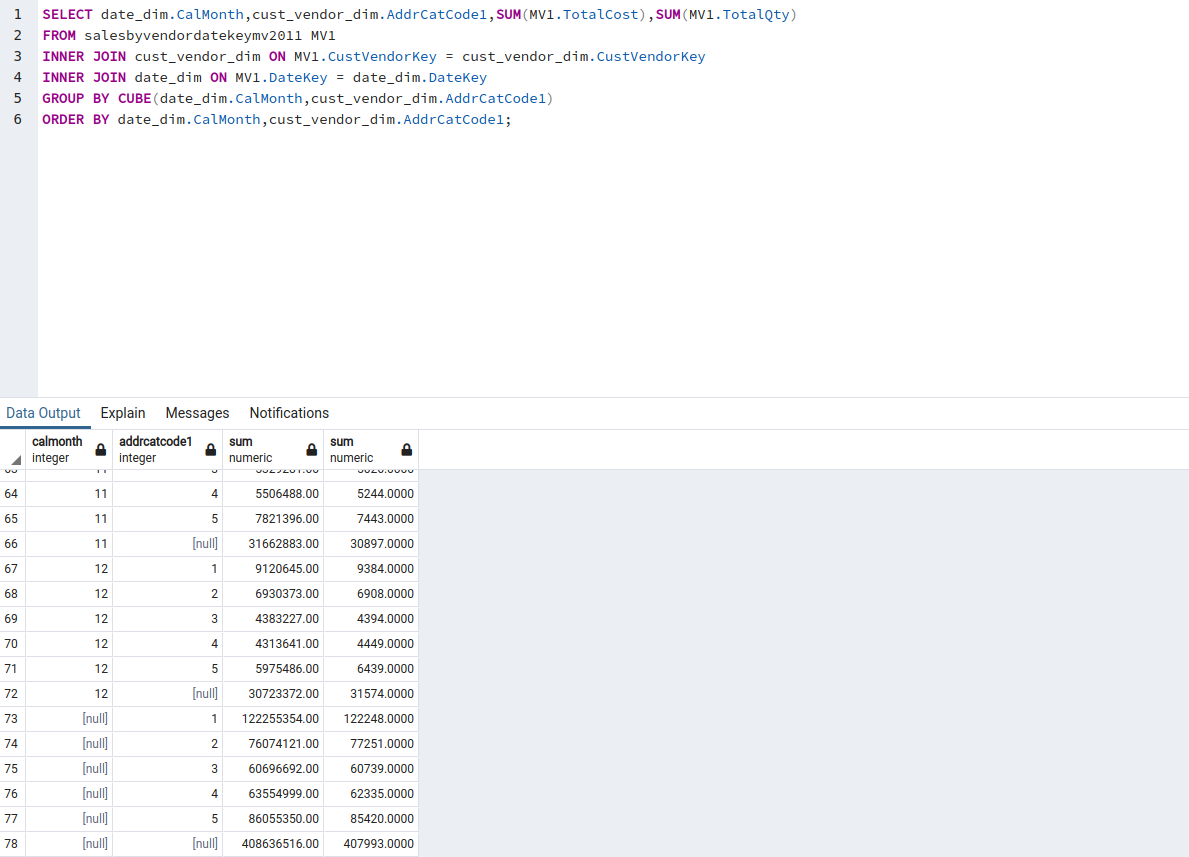 1 SELECT date_dim.CalMonth,cust_vendor_dim.AddrCatCode1,SUM(MV1.TotalCost),SUM(MV1.TotalQty)
2 FROM salesbyvendordatekeymv2011 MV1
3 INNER JOIN cust_vendor_dim ON MV1.CustVendorKey = cust_vendor_dim.CustVendorKey
4 INNER JOIN date_dim ON MV1.DateKey = date_dim.DateKey
5 GROUP BY CUBE(date_dim.CalMonth,cust_vendor_dim.AddrCatCode1)
6 ORDER BY date_dim.CalMonth,cust_vendor_dim.AddrCatCode1;
Data Output Explain Messages Notifications
calmonth addrcatcode1 sum sum
integer integer numeric numeric
64 11 4 5506488.00 5244.0000
65 11 5 7821396.00 7443.0000
66 11 [null] 31662883.00 30897.0000
67 12 1 9120645.00 9384.0000
68 12 2 6930373.00 6908.0000
69 12 3 4383227.00 4394.0000
70 12 4 4313641.00 4449.0000
71 12 5 5975486.00 6439.0000
72 12 [null] 30723372.00 31574.0000
73 [null] 1 122255354.00 122248.0000
74 [null] 2 76074121.00 77251.0000
75 [null] 3 60696692.00 60739.0000
76 [null] 4 63554999.00 62335.0000
77 [null] 5 86055350.00 85420.0000
78 [null] [null] 408636516.00 407993.0000